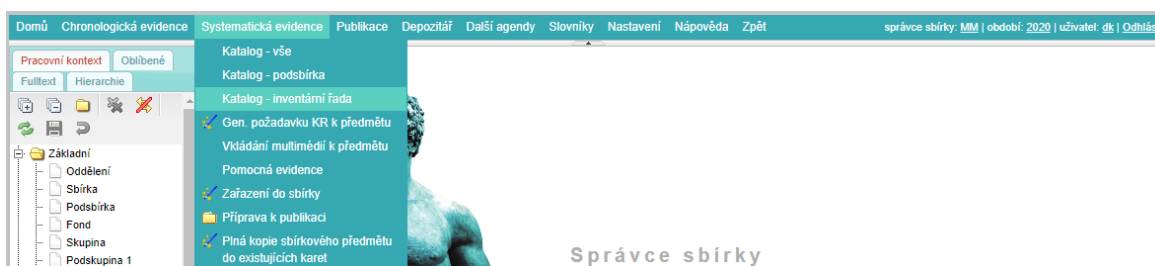 Domů Chronologická evidence Systematická evidence Publikace Depozitář Další agendy Slovníky Nastavení Nápověda Zpět správce sbírky: MM | období: 2020 | uživatel: dk | Odhlás
Pracovní kontext Oblíbené
Fulltext Hierarchie
Základní
Oddělení
Sbírka
Podsbírka
Fond
Skupina
Podskupina 1
Katalog - vše
Katalog - podsbírka
Katalog - inventární řada
Gen. požadavku KR k předmětu
Vkládání multimédií k předmětu
Pomocná evidence
Zařazení do sbírky
Příprava k publikaci
Plná kopie sbírkového předmětu
do existujících karet
Správce sbírky